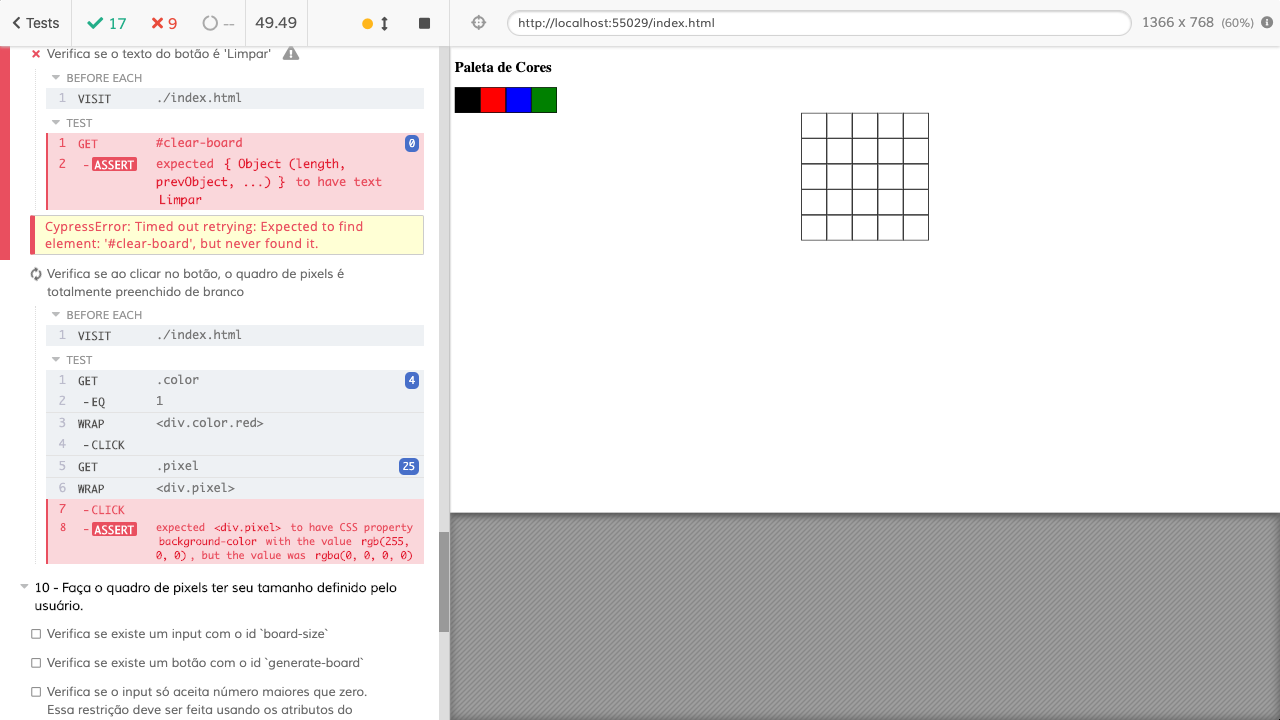 Tests 17 9 -- 49.49 http://localhost:55029/index.html 1366 x 768 (60%)
Verifica se o texto do botão é 'Limpar'
BEFORE EACH
1 VISIT ./index.html
TEST
1 GET #clear-board 0
2 -ASSERT expected { Object (length,
prevObject, ...) } to have text
Limpar
CypressError: Timed out retrying: Expected to find
element: '#clear-board', but never found it.
Verifica se ao clicar no botão, o quadro de pixels é
totalmente preenchido de branco
BEFORE EACH
1 VISIT ./index.html
TEST
1 GET .color 4
2 -EQ 1
3 WRAP <div.color.red>
4 -CLICK
5 GET .pixel 25
6 WRAP <div.pixel>
7 -CLICK
8 -ASSERT expected <div.pixel> to have CSS property
background-color with the value rgb(255,
0, 0), but the value was rgba(0, 0, 0, 0)
10 - Faça o quadro de pixels ter seu tamanho definido pelo
usuário.
Verifica se existe um input com o id `board-size`
Verifica se existe um botão com o id `generate-board`
Verifica se o input só aceita número maiores que zero.
Essa restrição deve ser feita usando os atributos do
Paleta de Cores